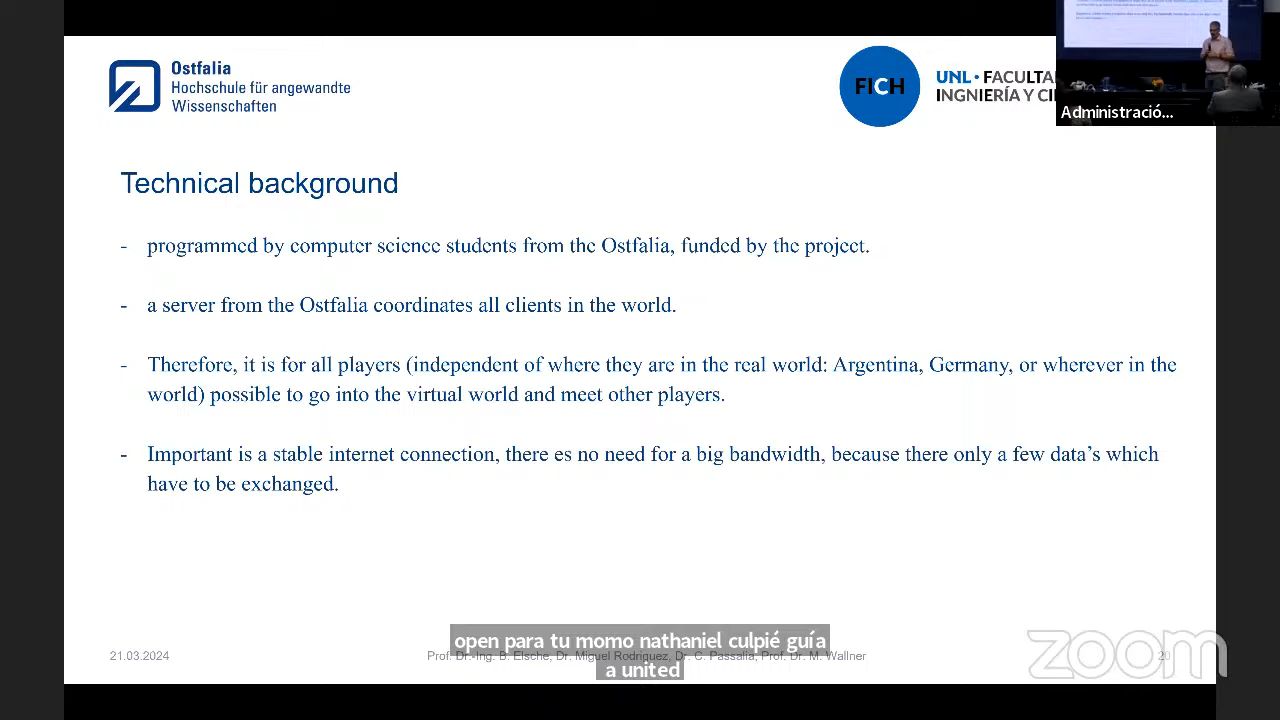 Ostfalia
Hochschule für angewandte
Wissenschaften
FICH
UNL · FACULTA
INGNIERÍA Y CI
Administració...
Technical background
- programmed by computer science students from the Ostfalia, funded by the project.
- a server from the Ostfalia coordinates all clients in the world.
- Therefore, it is for all players (independent of where they are in the real world: Argentina, Germany, or wherever in the
world) possible to go into the virtual world and meet other players.
- Important is a stable internet connection, there es no need for a big bandwidth, because there only a few data's which
have to be exchanged.
open para tu momo nathaniel culpié guía
a united
21.03.2024
Prof. Dr.-Ing. B. Elsche, Dr. Miguel Rodríguez, Dr. C. Passalía, Prof. Dr. M. Wallner
20
zoom